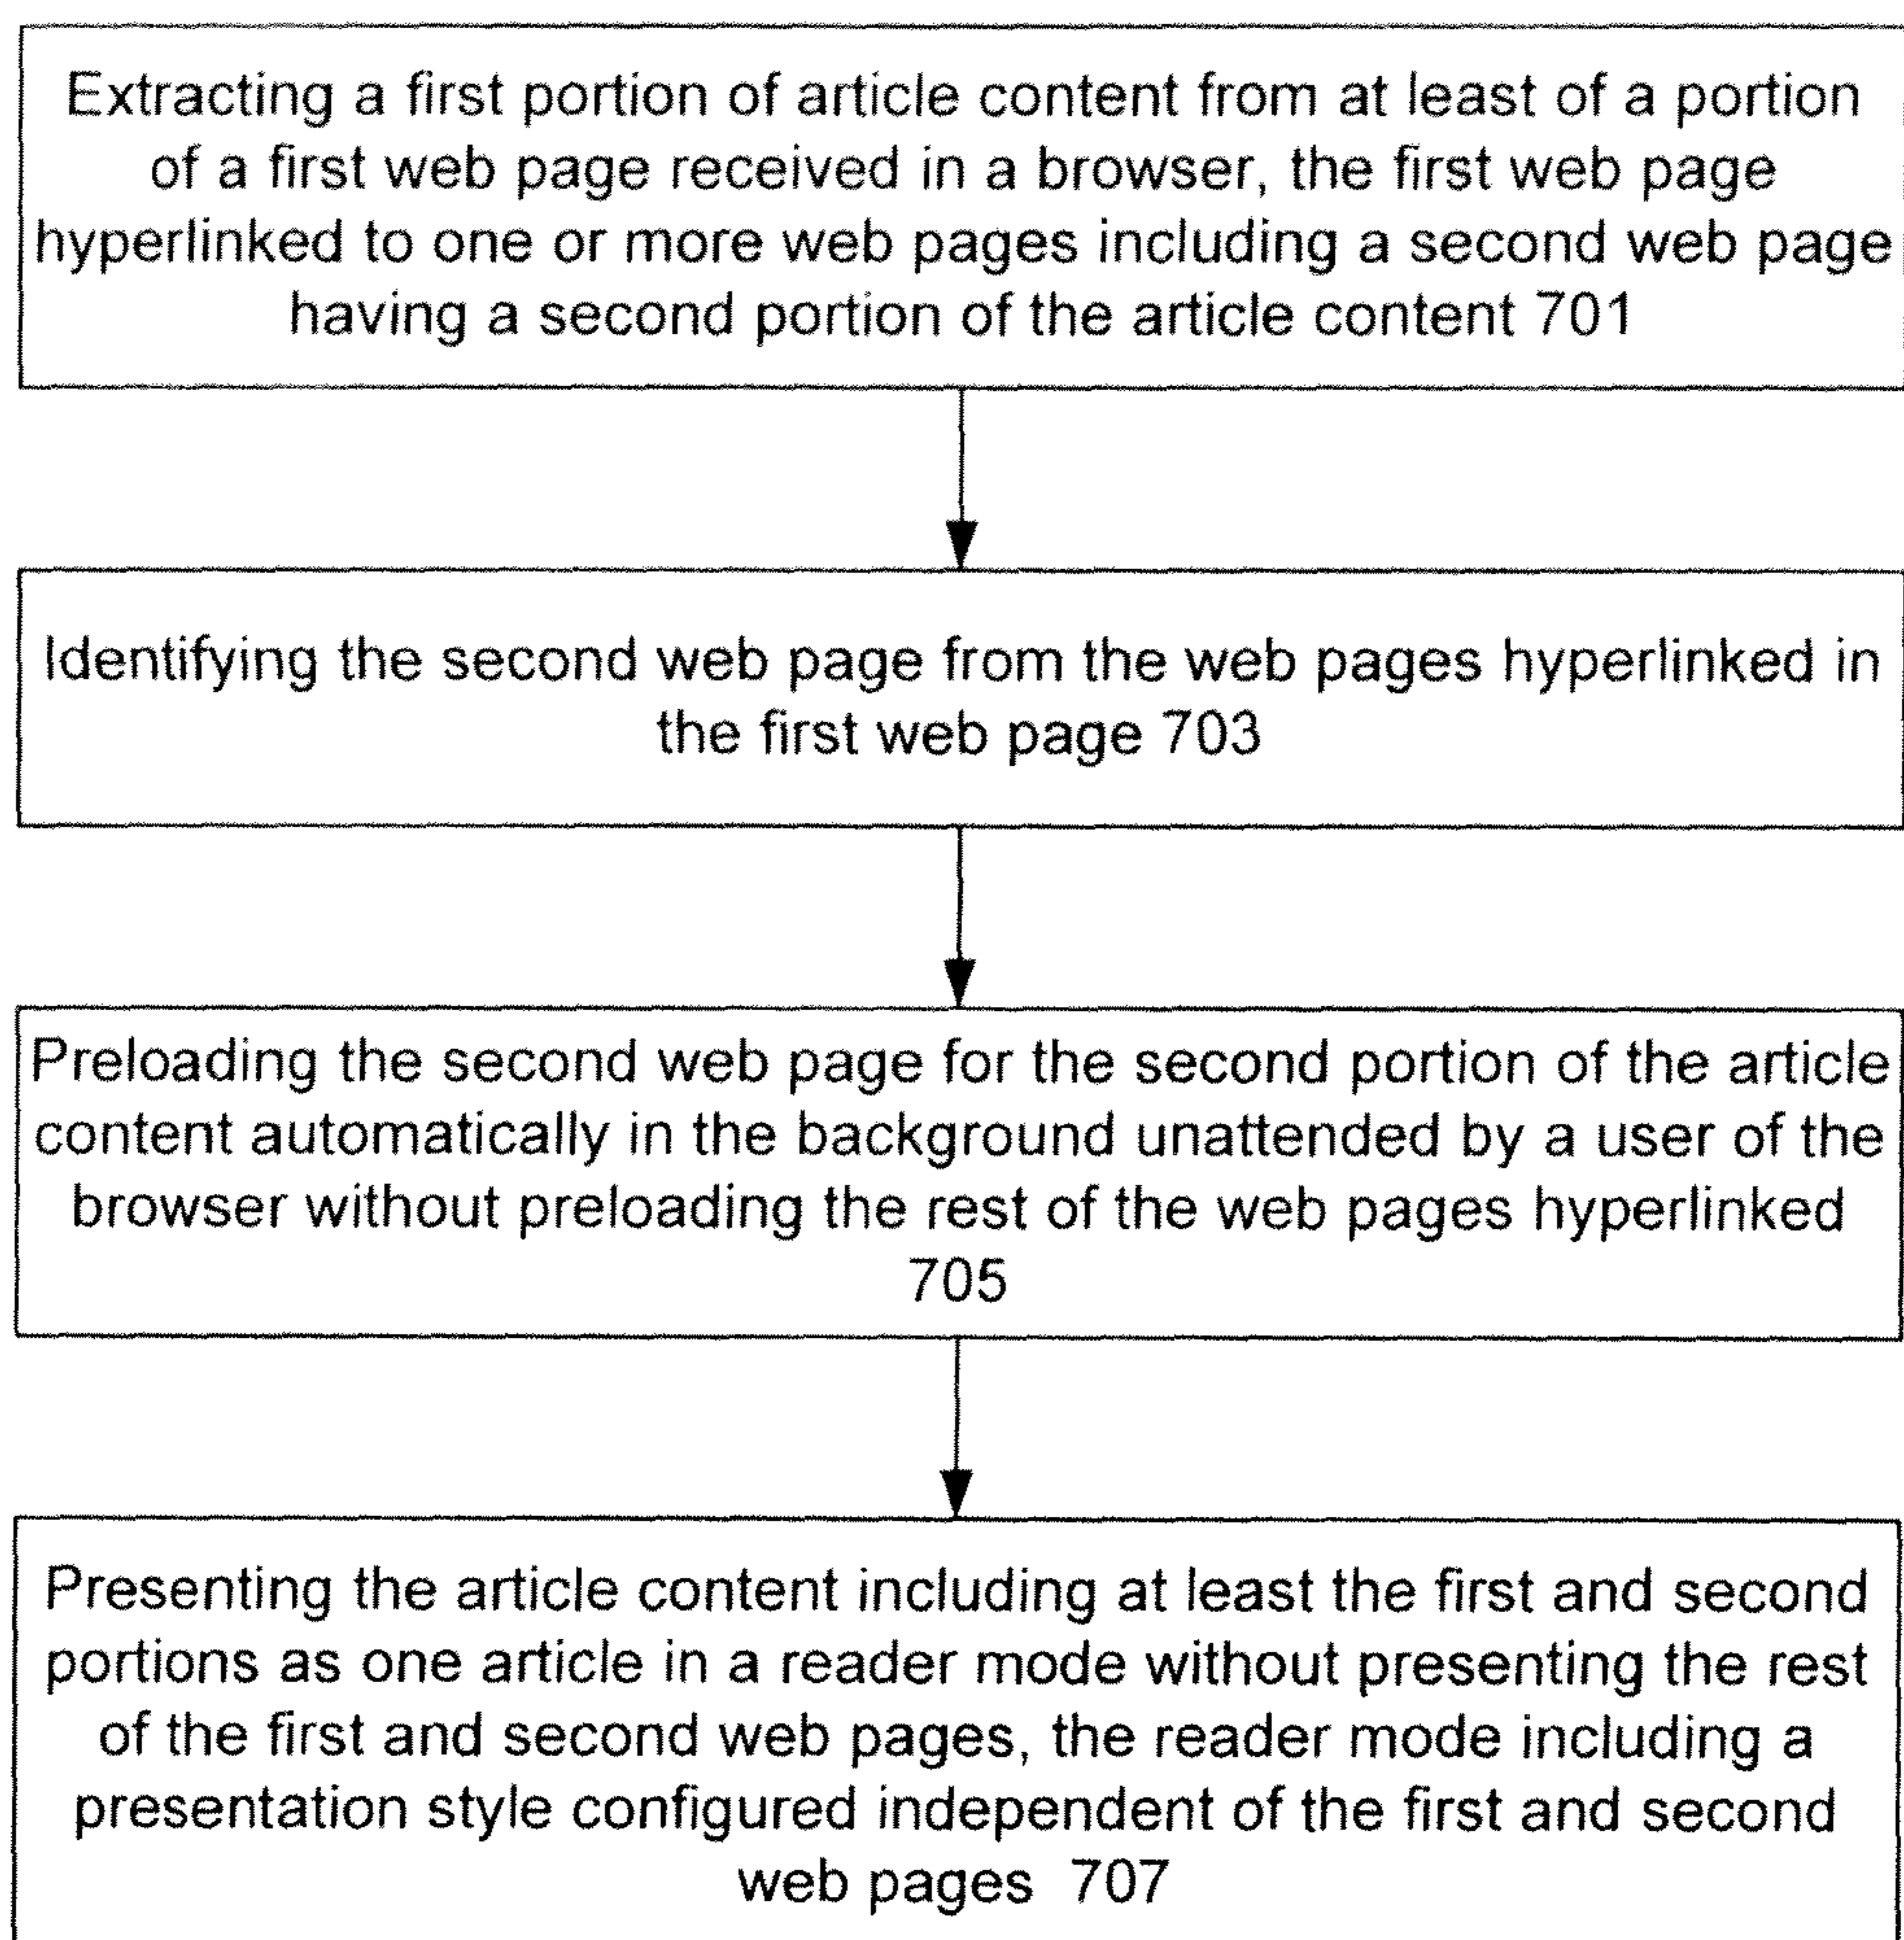 Extracting a first portion of article content from at least of a portion
of a first web page received in a browser, the first web page
hyperlinked to one or more web pages including a second web page
having a second portion of the article content 701
Identifying the second web page from the web pages hyperlinked in
the first web page 703
Preloading the second web page for the second portion of the article
content automatically in the background unattended by a user of the
browser without preloading the rest of the web pages hyperlinked
705
Presenting the article content including at least the first and second
portions as one article in a reader mode without presenting the rest
of the first and second web pages, the reader mode including a
presentation style configured independent of the first and second
web pages 707